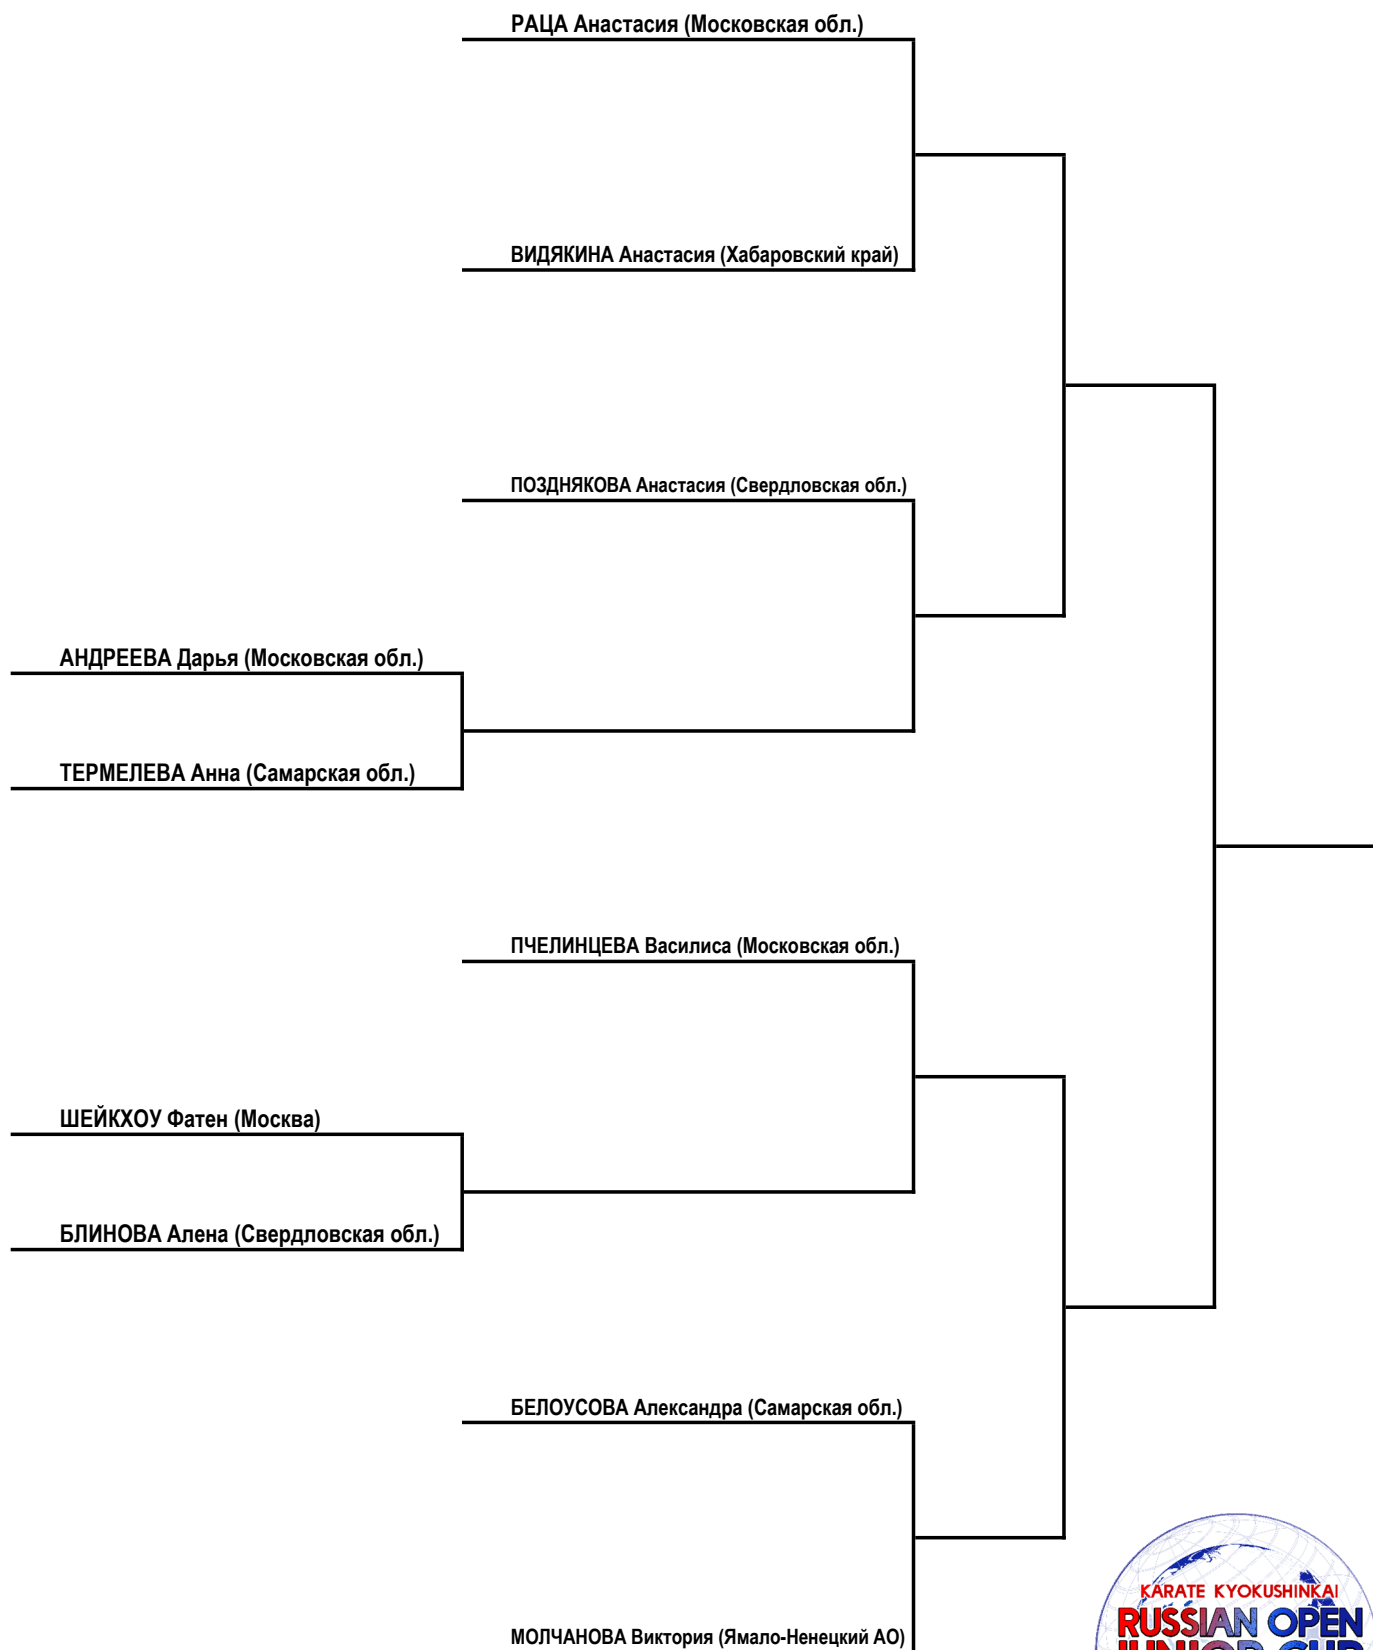 РАЦА Анастасия (Московская обл.)
ВИДЯКИНА Анастасия (Хабаровский край)
ПОЗДНЯКОВА Анастасия (Свердловская обл.)
АНДРЕЕВА Дарья (Московская обл.)
ТЕРМЕЛЕВА Анна (Самарская обл.)
ПЧЕЛИНЦЕВА Василиса (Московская обл.)
ШЕЙКХОУ Фатен (Москва)
БЛИНОВА Алена (Свердловская обл.)
БЕЛОУСОВА Александра (Самарская обл.)
МОЛЧАНОВА Виктория (Ямало-Ненецкий АО)
KARATE KYOKUSHINKAI
RUSSIAN OPEN
JUNIOR CUP